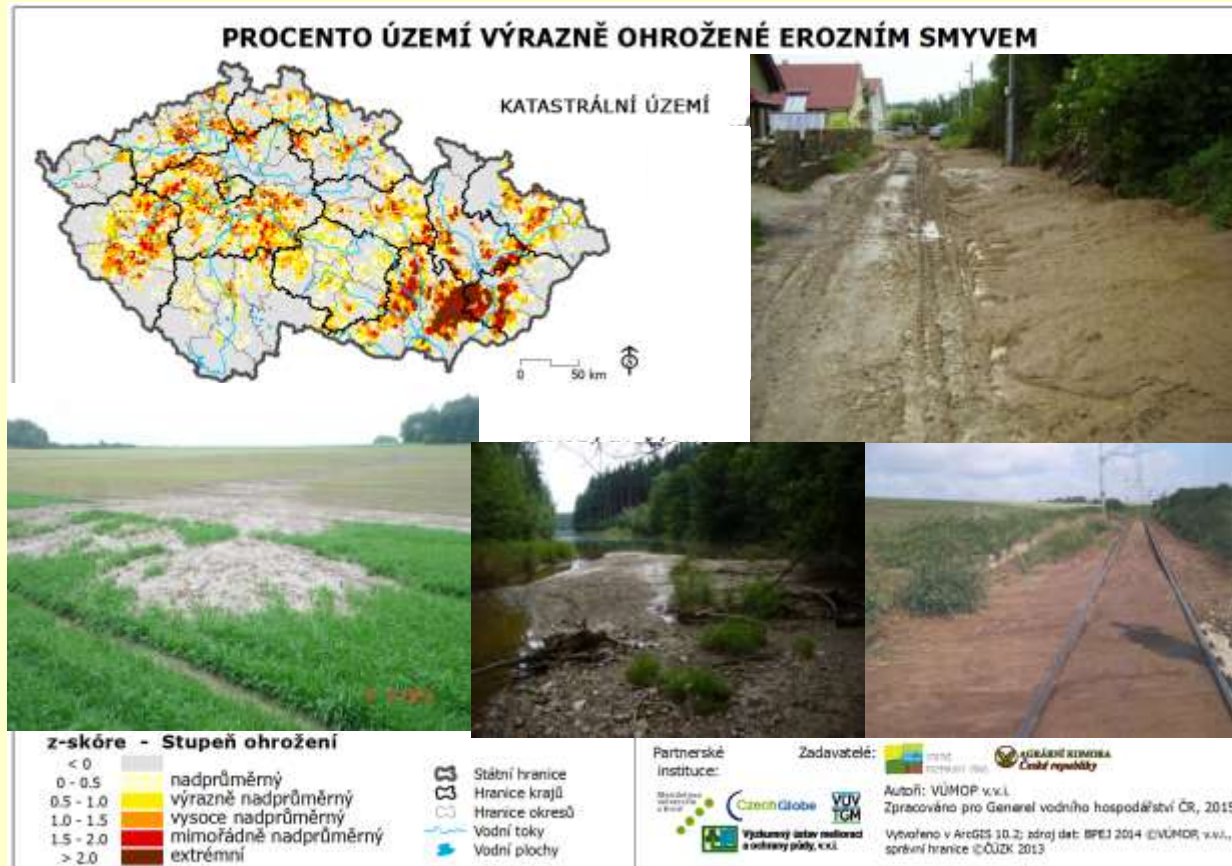 PROCENTO ÚZEMÍ VÝRAZNĚ OHROŽENÉ EROZNÍM SMYVEM
KATASTRÁLNÍ ÚZEMÍ
0 50 km
z-skóre - Stupeň ohrožení
< 0
0 - 0.5 nadprůměrný
0.5 - 1.0 výrazně nadprůměrný
1.0 - 1.5 vysoce nadprůměrný
1.5 - 2.0 mimořádně nadprůměrný
> 2.0 extrémní
Státní hranice
Hranice krajů
Hranice okresů
Vodní toky
Vodní plochy
Partnerské
instituce:
CzechGlobe
VÚV
TGM
Výzkumný ústav meliorací
a ochrany půdy, v.v.i.
Zadavatelé:
AGRÁRNÍ KOMORA
České republiky
Autoři: VÚMOP v.v.i.
Zpracováno pro Generel vodního hospodářství ČR, 2015
Vytvořeno v ArcGIS 10.2; zdroj dat: BPEJ 2014 ©VÚMOP, v.v.i.,
správní hranice ©ČÚZK 2013